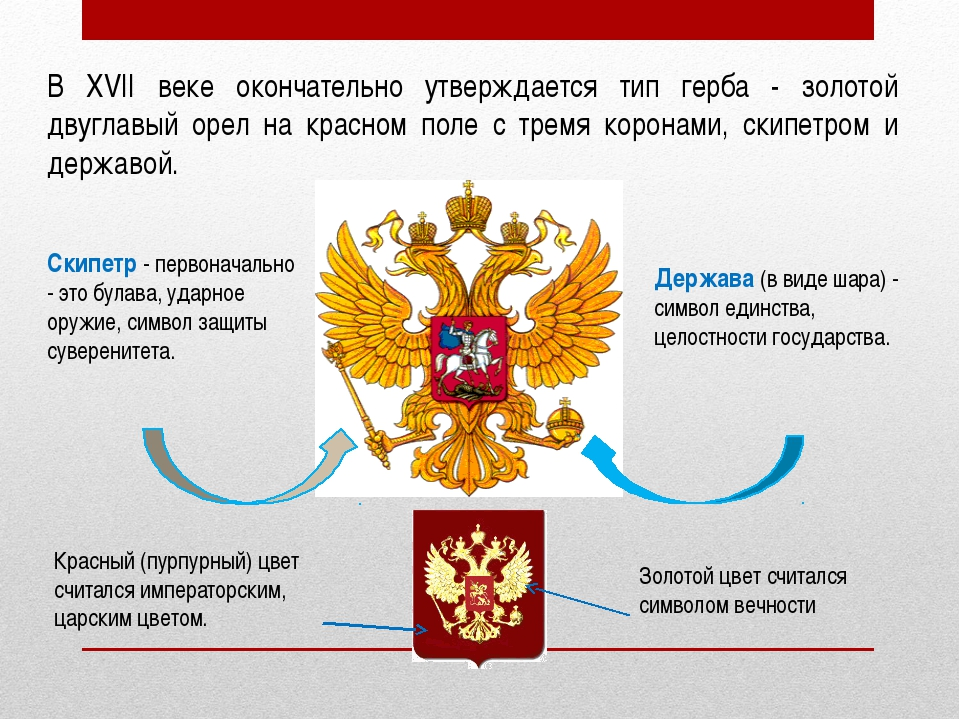 В XVII веке окончательно утверждается тип герба - золотой
двуглавый орел на красном поле с тремя коронами, скипетром и
державой.
Скипетр - первоначально
- это булава, ударное
оружие, символ защиты
суверенитета.
Держава (в виде шара) -
символ единства,
целостности государства.
Красный (пурпурный) цвет
считался императорским,
царским цветом.
Золотой цвет считался
символом вечности